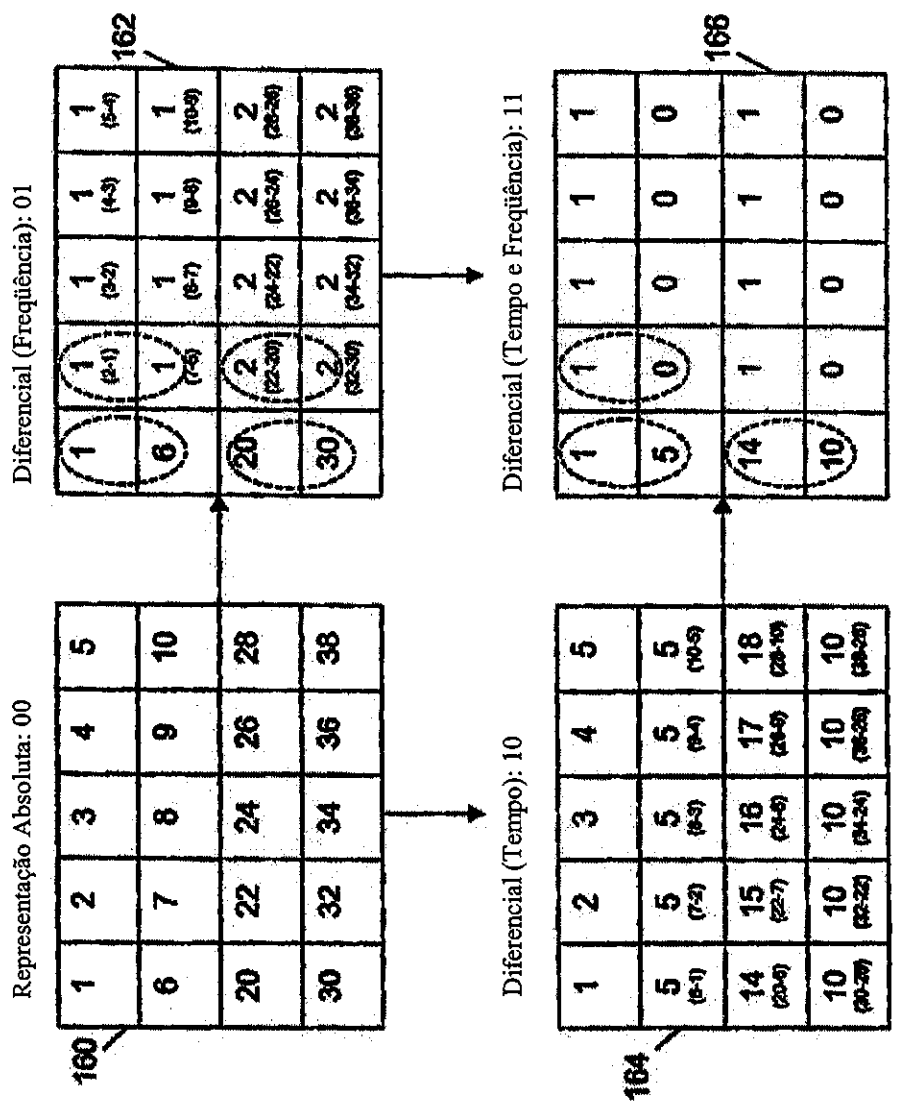 Representação Absoluta: 00
1 2 3 4 5
6 7 8 9 10
20 22 24 26 28
30 32 34 36 38
160
Diferencial (Freqüência): 01
1 1 1 1 1
(2-1) (3-2) (4-3) (5-4)
6 1 1 1 1
(7-6) (8-7) (9-8) (10-9)
20 2 2 2 2
(22-20) (24-22) (26-24) (28-26)
30 2 2 2 2
(32-30) (34-32) (36-34) (38-36)
162
Diferencial (Tempo): 10
1 2 3 4 5
5 5 5 5 5
(6-1) (7-2) (8-3) (9-4) (10-5)
14 15 16 17 18
(20-6) (22-7) (24-8) (26-9) (28-10)
10 10 10 10 10
(30-20) (32-22) (34-24) (36-26) (38-28)
164
Diferencial (Tempo e Freqüência): 11
1 1 1 1 1
5 0 0 0 0
14 1 1 1 1
10 0 0 0 0
166